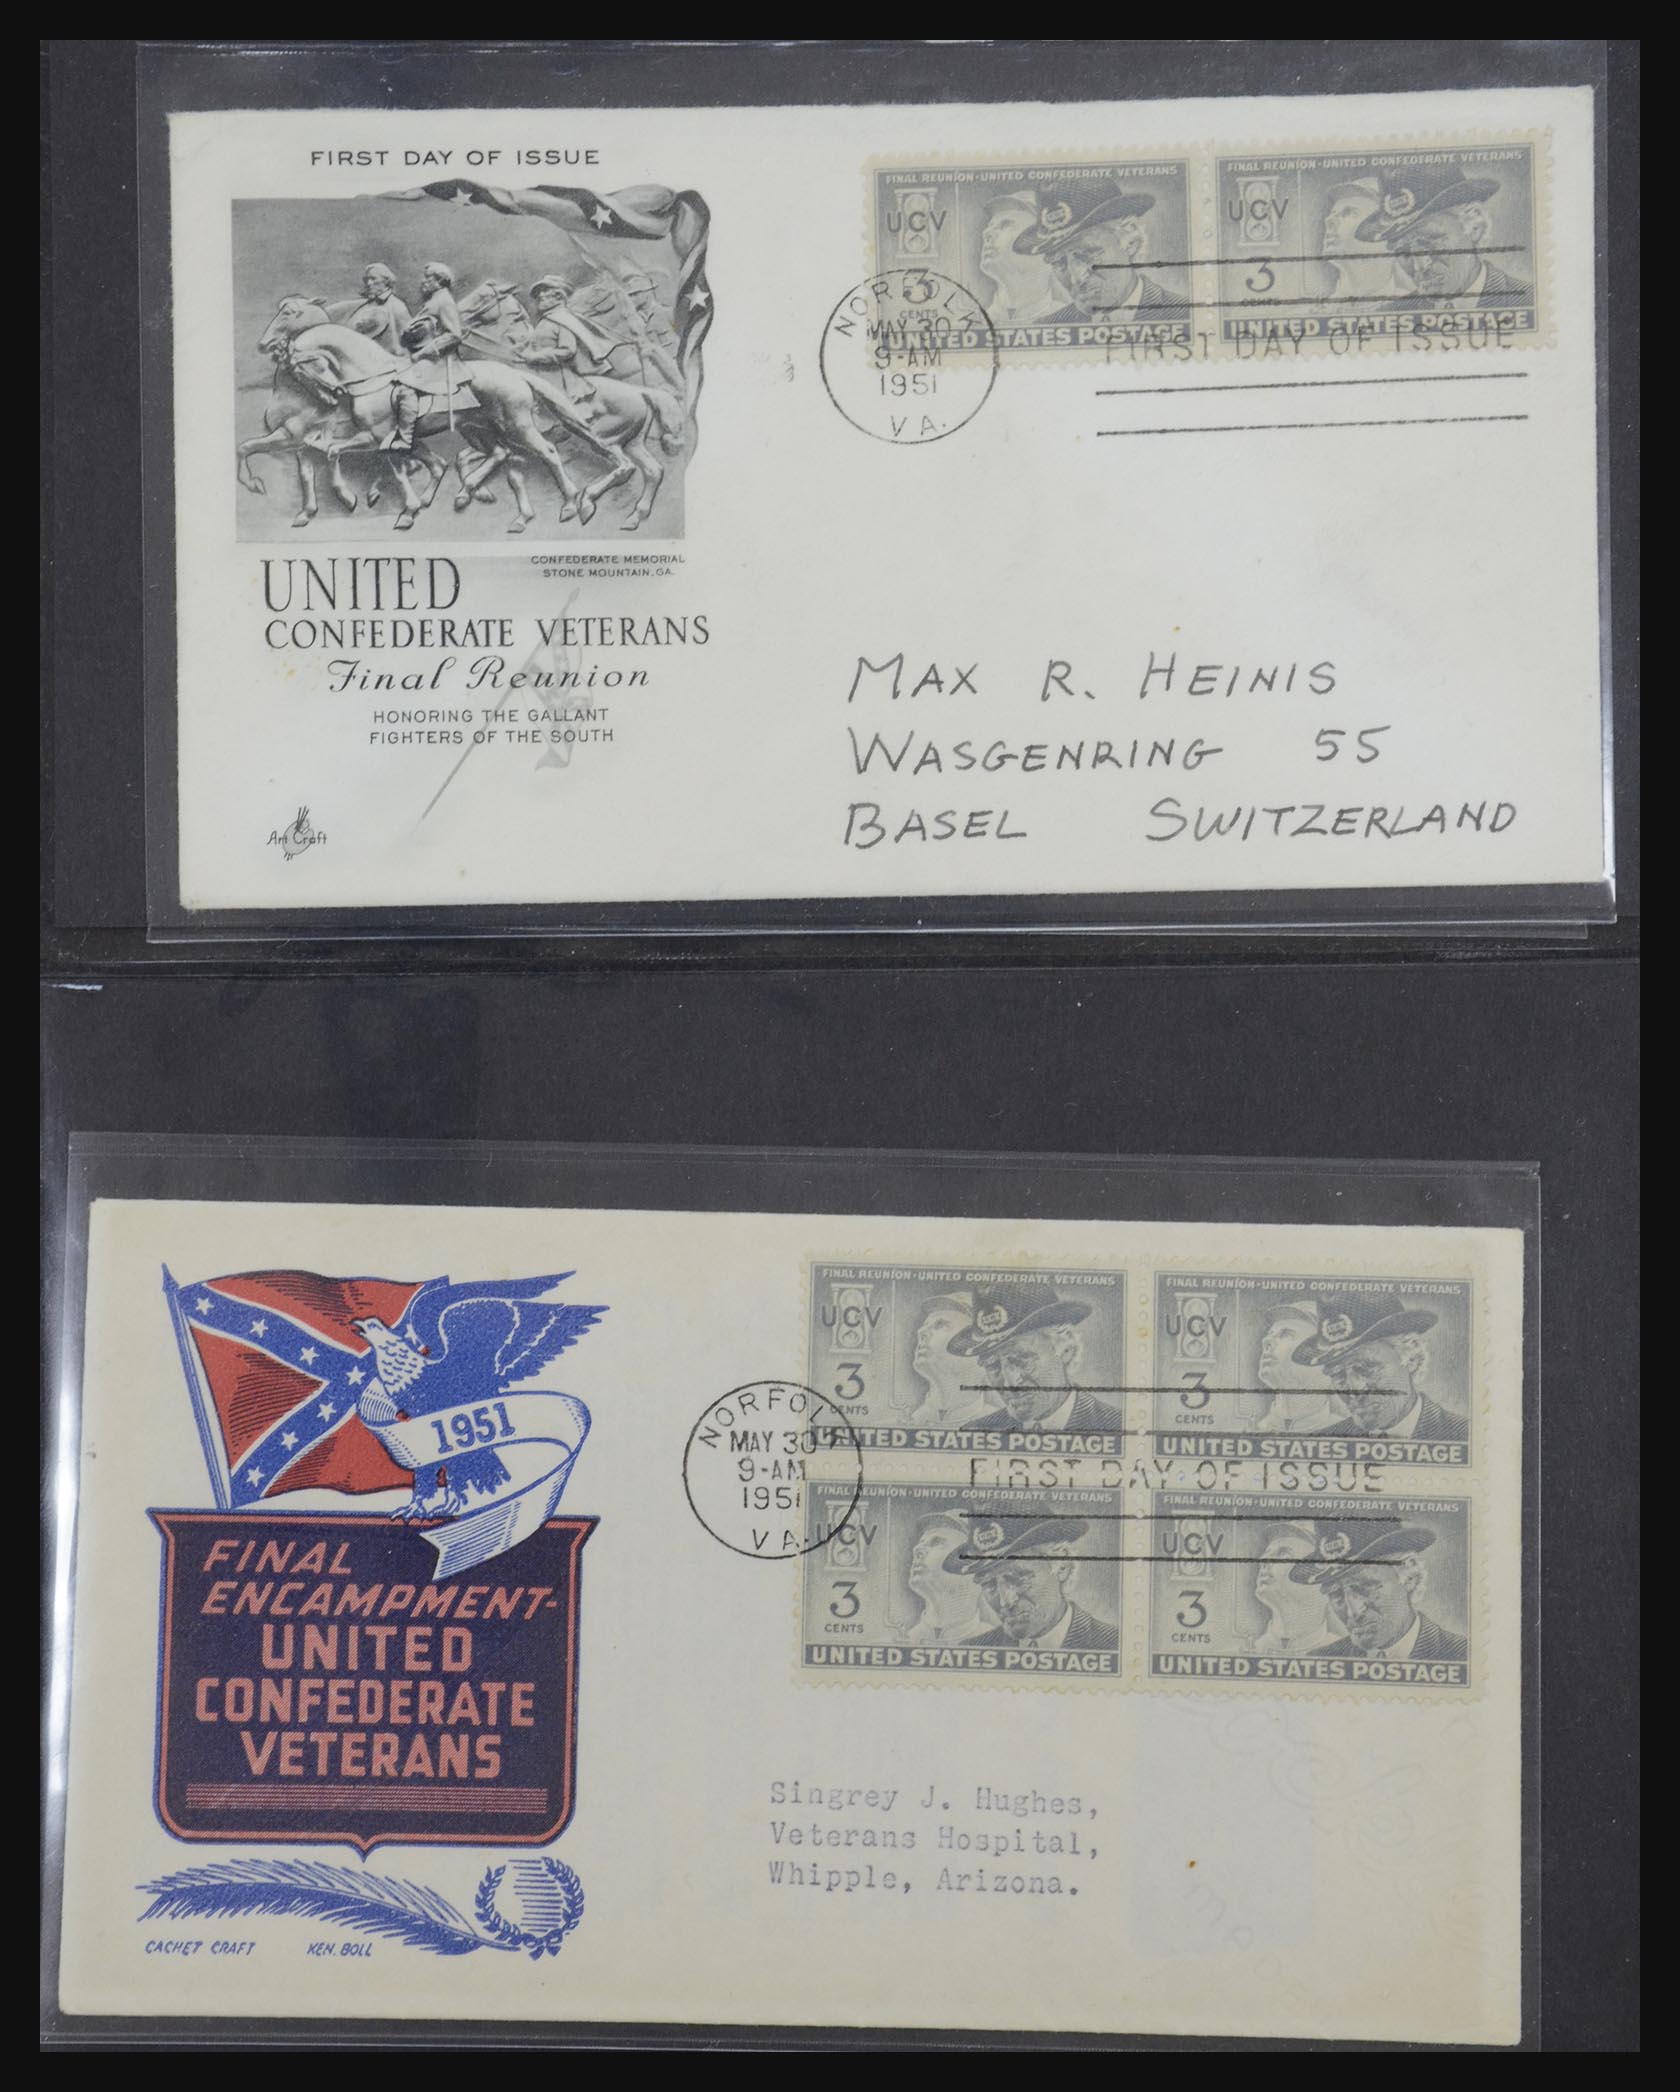 FIRST DAY OF ISSUE
FINAL REUNION·UNITED CONFEDERATE VETERANS
UCV
3
CENTS
UNITED STATES POSTAGE
FINAL REUNION·UNITED CONFEDERATE VETERANS
UCV
3
CENTS
UNITED STATES POSTAGE
NORFOLK
MAY 30
9-AM
1951
VA.
FIRST DAY OF ISSUE
CONFEDERATE MEMORIAL
STONE MOUNTAIN, GA.
UNITED
CONFEDERATE VETERANS
Final Reunion
HONORING THE GALLANT
FIGHTERS OF THE SOUTH
Art Craft
MAX R. HEINIS
WASGENRING 55
BASEL SWITZERLAND
1951
FINAL
ENCAMPMENT-
UNITED
CONFEDERATE
VETERANS
CACHET CRAFT KEN. BOLL
FINAL REUNION·UNITED CONFEDERATE VETERANS
UCV
3
CENTS
UNITED STATES POSTAGE
FINAL REUNION·UNITED CONFEDERATE VETERANS
UCV
3
CENTS
UNITED STATES POSTAGE
NORFOLK
MAY 30
9-AM
1951
VA.
FIRST DAY OF ISSUE
FINAL REUNION·UNITED CONFEDERATE VETERANS
UCV
3
CENTS
UNITED STATES POSTAGE
FINAL REUNION·UNITED CONFEDERATE VETERANS
UCV
3
CENTS
UNITED STATES POSTAGE
Singrey J. Hughes,
Veterans Hospital,
Whipple, Arizona.